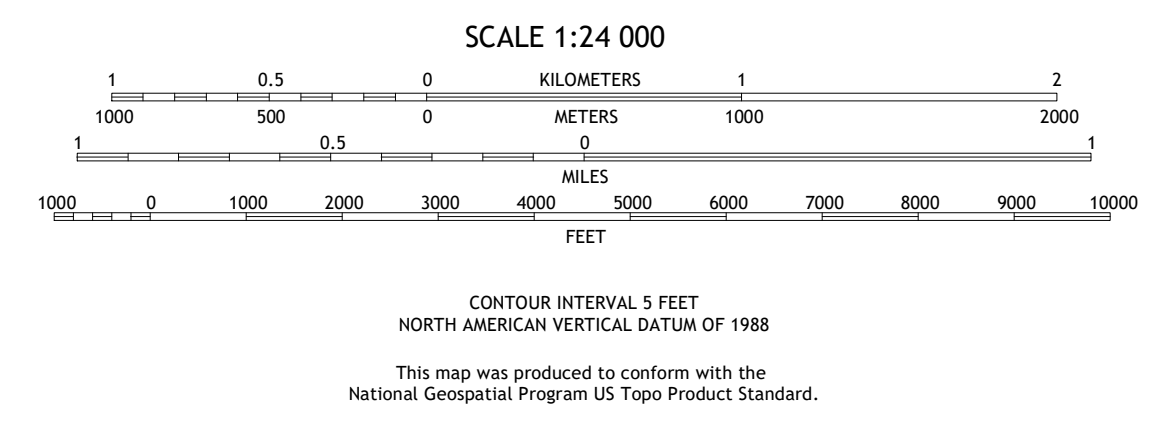 SCALE 1:24 000
1 0.5 0 KILOMETERS 1 2
1000 500 0 METERS 1000 2000
1 0.5 0 1
MILES
1000 0 1000 2000 3000 4000 5000 6000 7000 8000 9000 10000
FEET
CONTOUR INTERVAL 5 FEET
NORTH AMERICAN VERTICAL DATUM OF 1988
This map was produced to conform with the
National Geospatial Program US Topo Product Standard.